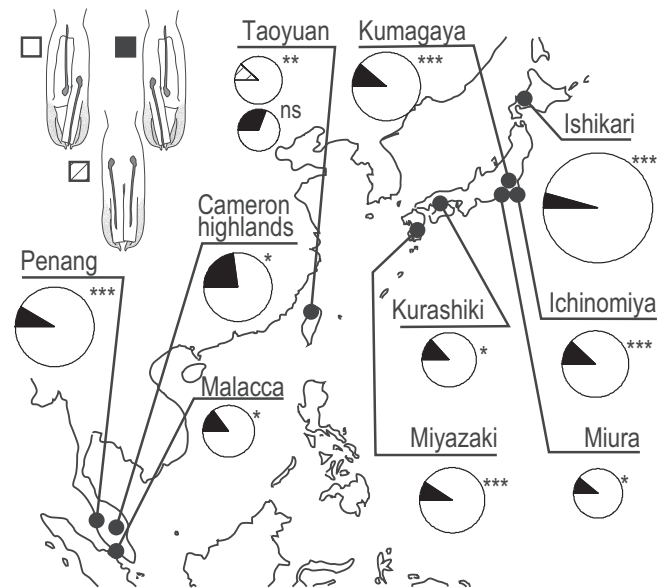 Taoyuan
**
ns
Kumagaya
***
Ishikari
***
Cameron
highlands
*
Penang
***
Kurashiki
*
Ichinomiya
***
Malacca
*
Miyazaki
***
Miura
*